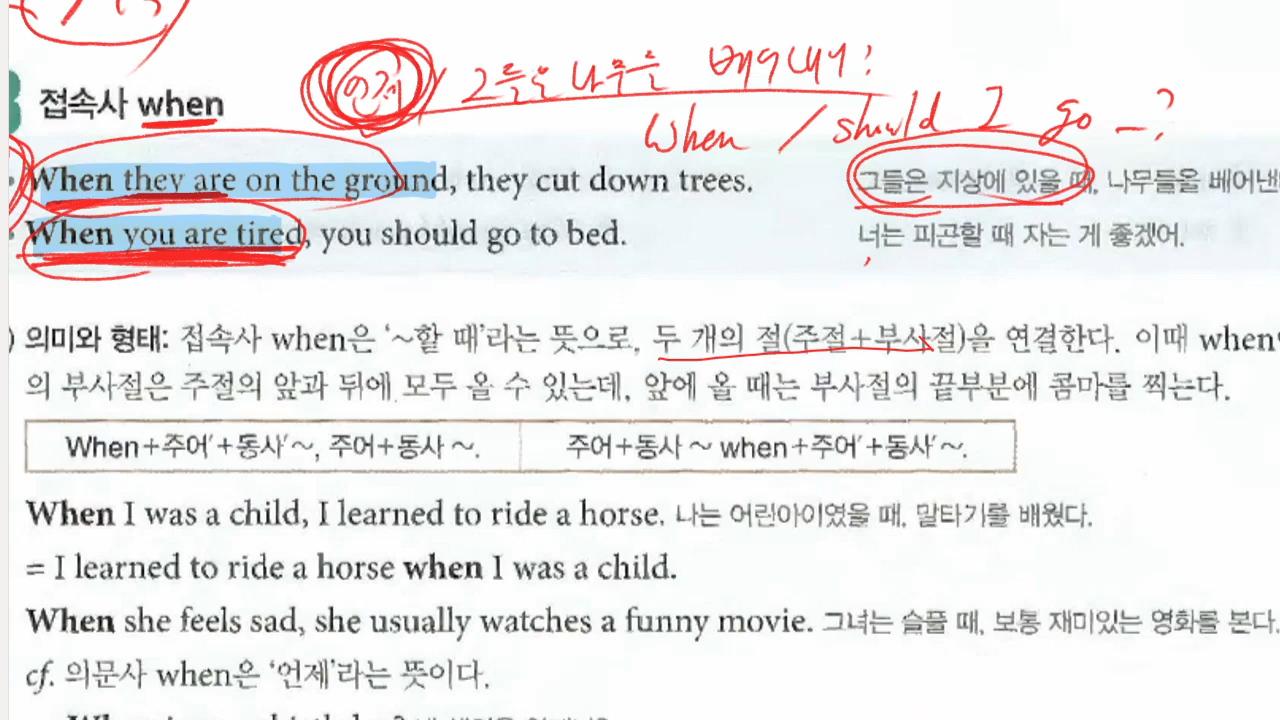 언제 그들은 나무를 베어내니?
접속사 when
When / should I go ?
When they are on the ground, they cut down trees. 그들은 지상에 있을 때, 나무들을 베어낸
When you are tired, you should go to bed. 너는 피곤할 때 자는 게 좋겠어.
) 의미와 형태: 접속사 when은 ‘~할 때’라는 뜻으로, 두 개의 절(주절+부사절)을 연결한다. 이때 when
의 부사절은 주절의 앞과 뒤에 모두 올 수 있는데, 앞에 올 때는 부사절의 끝부분에 콤마를 찍는다.
When+주어′+동사′~, 주어+동사 ~. 주어+동사 ~ when+주어′+동사′~.
When I was a child, I learned to ride a horse. 나는 어린아이였을 때, 말타기를 배웠다.
= I learned to ride a horse when I was a child.
When she feels sad, she usually watches a funny movie. 그녀는 슬플 때, 보통 재미있는 영화를 본다.
cf. 의문사 when은 ‘언제’라는 뜻이다.